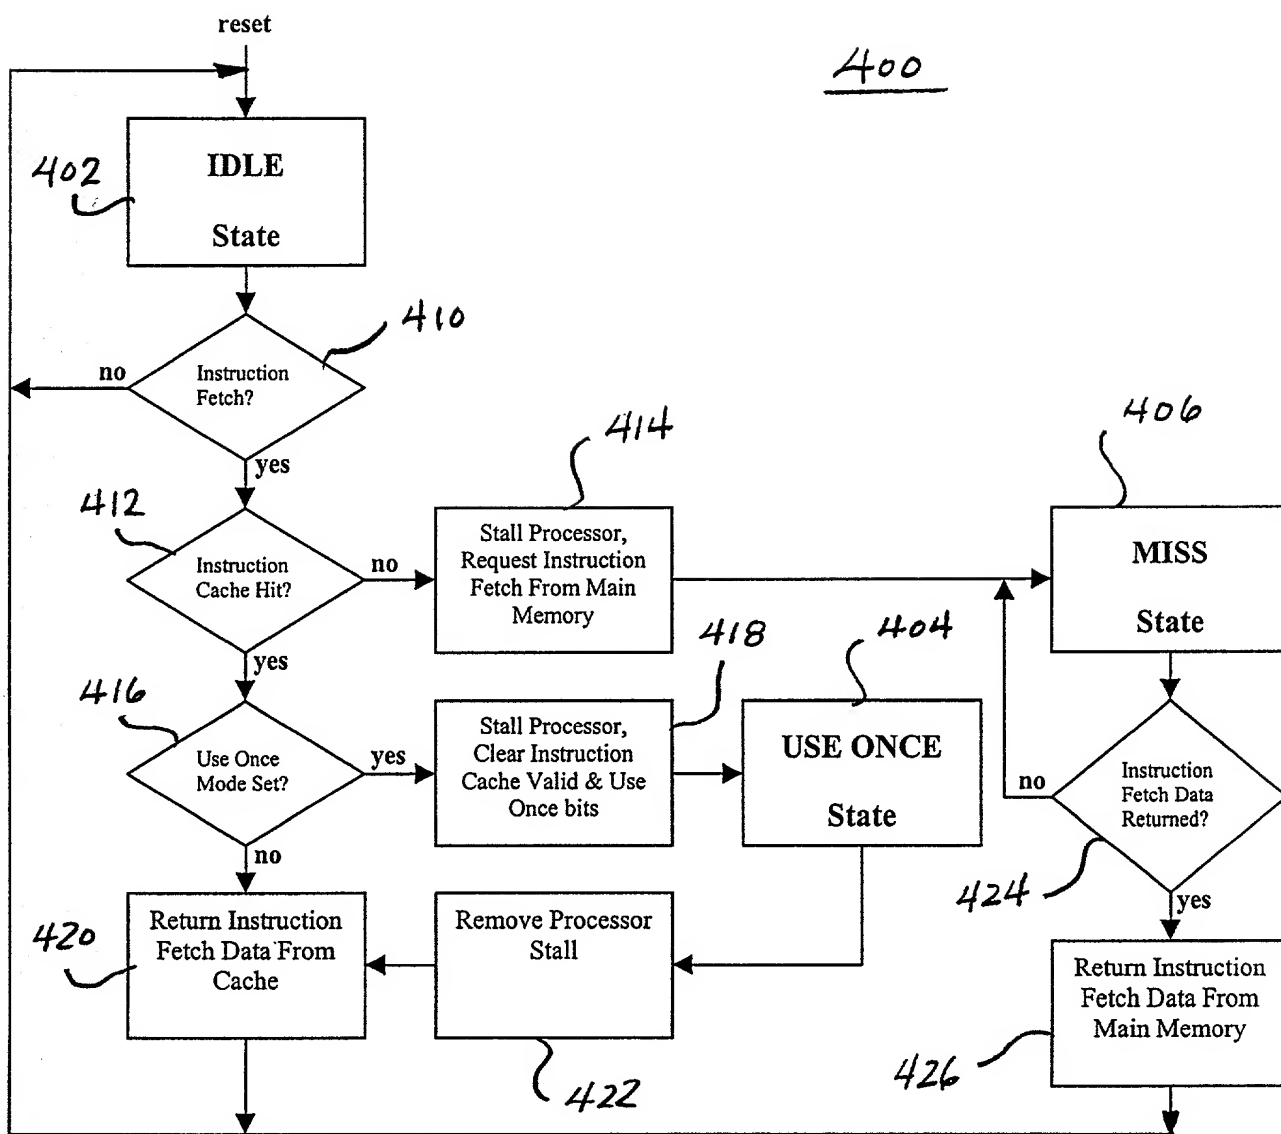 reset
400
IDLE
State
402
410
no
Instruction
Fetch?
yes
414
406
412
Instruction
Cache Hit?
no
Stall Processor,
Request Instruction
Fetch From Main
Memory
MISS
State
yes
418
404
416
Use Once
Mode Set?
yes
Stall Processor,
Clear Instruction
Cache Valid & Use
Once bits
USE ONCE
State
no
Instruction
Fetch Data
Returned?
no
424
yes
420
Return Instruction
Fetch Data From
Cache
Remove Processor
Stall
422
Return Instruction
Fetch Data From
Main Memory
426